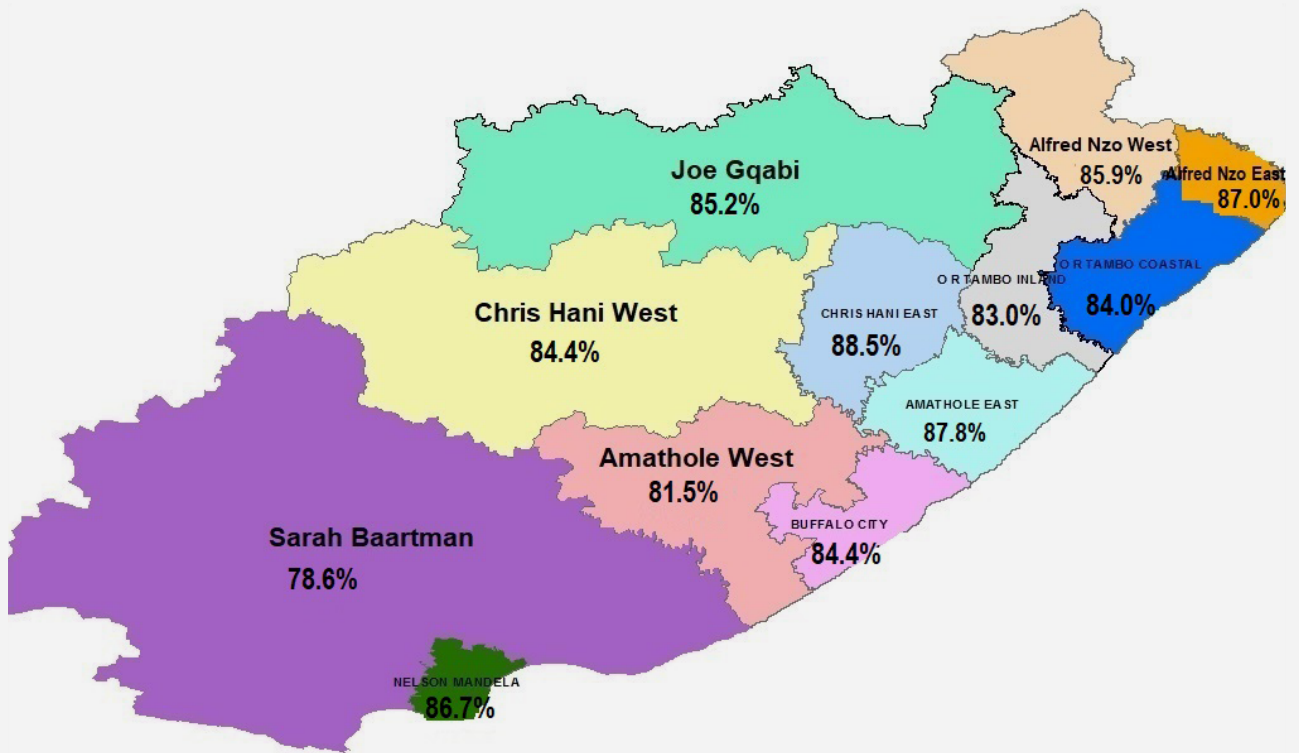 Alfred Nzo West
85.9%
Alfred Nzo East
87.0%
Joe Gqabi
85.2%
O R TAMBO COASTAL
84.0%
O R TAMBO INLAND
83.0%
Chris Hani West
84.4%
CHRIS HANI EAST
88.5%
AMATHOLE EAST
87.8%
Amathole West
81.5%
BUFFALO CITY
84.4%
Sarah Baartman
78.6%
NELSON MANDELA
86.7%